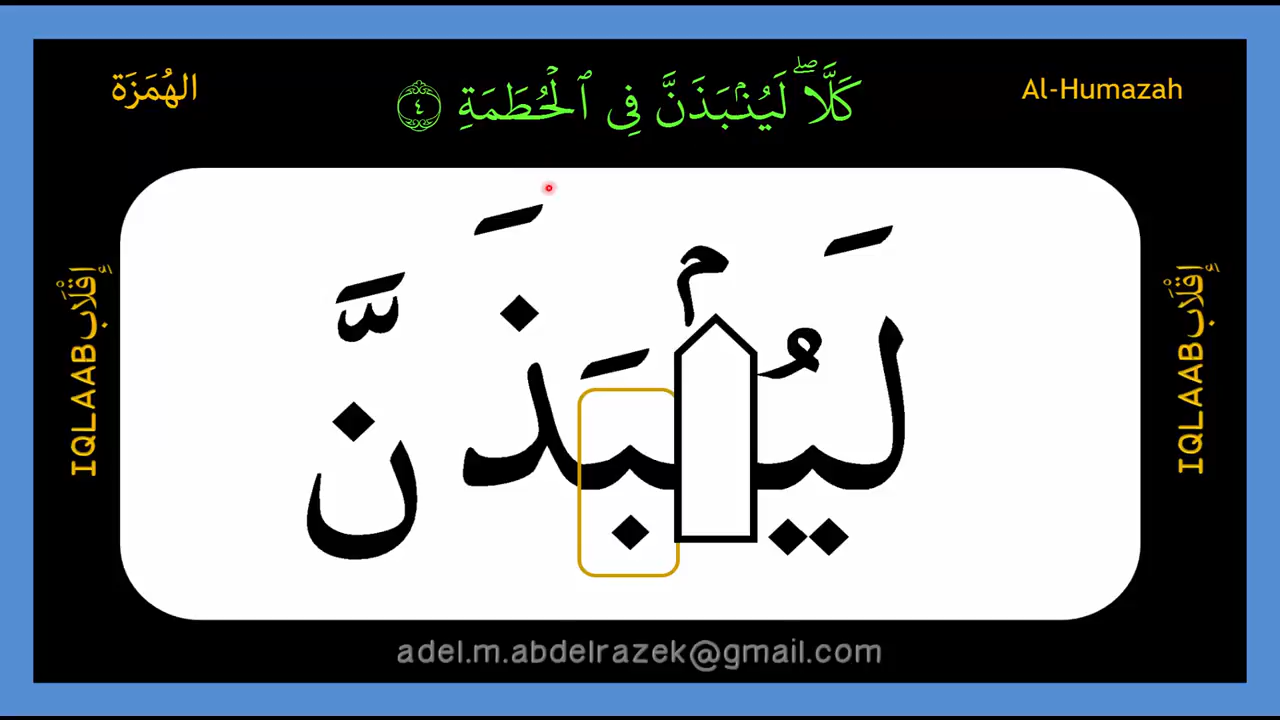 الهُمَزَة
كَلَّاۖ لَيُنۢبَذَنَّ فِي ٱلۡحُطَمَةِ ٤
Al-Humazah
IQLAAB إِقْلَاب
لَيُـۢبَذَنَّ
IQLAAB إِقْلَاب
adel.m.abdelrazek@gmail.com